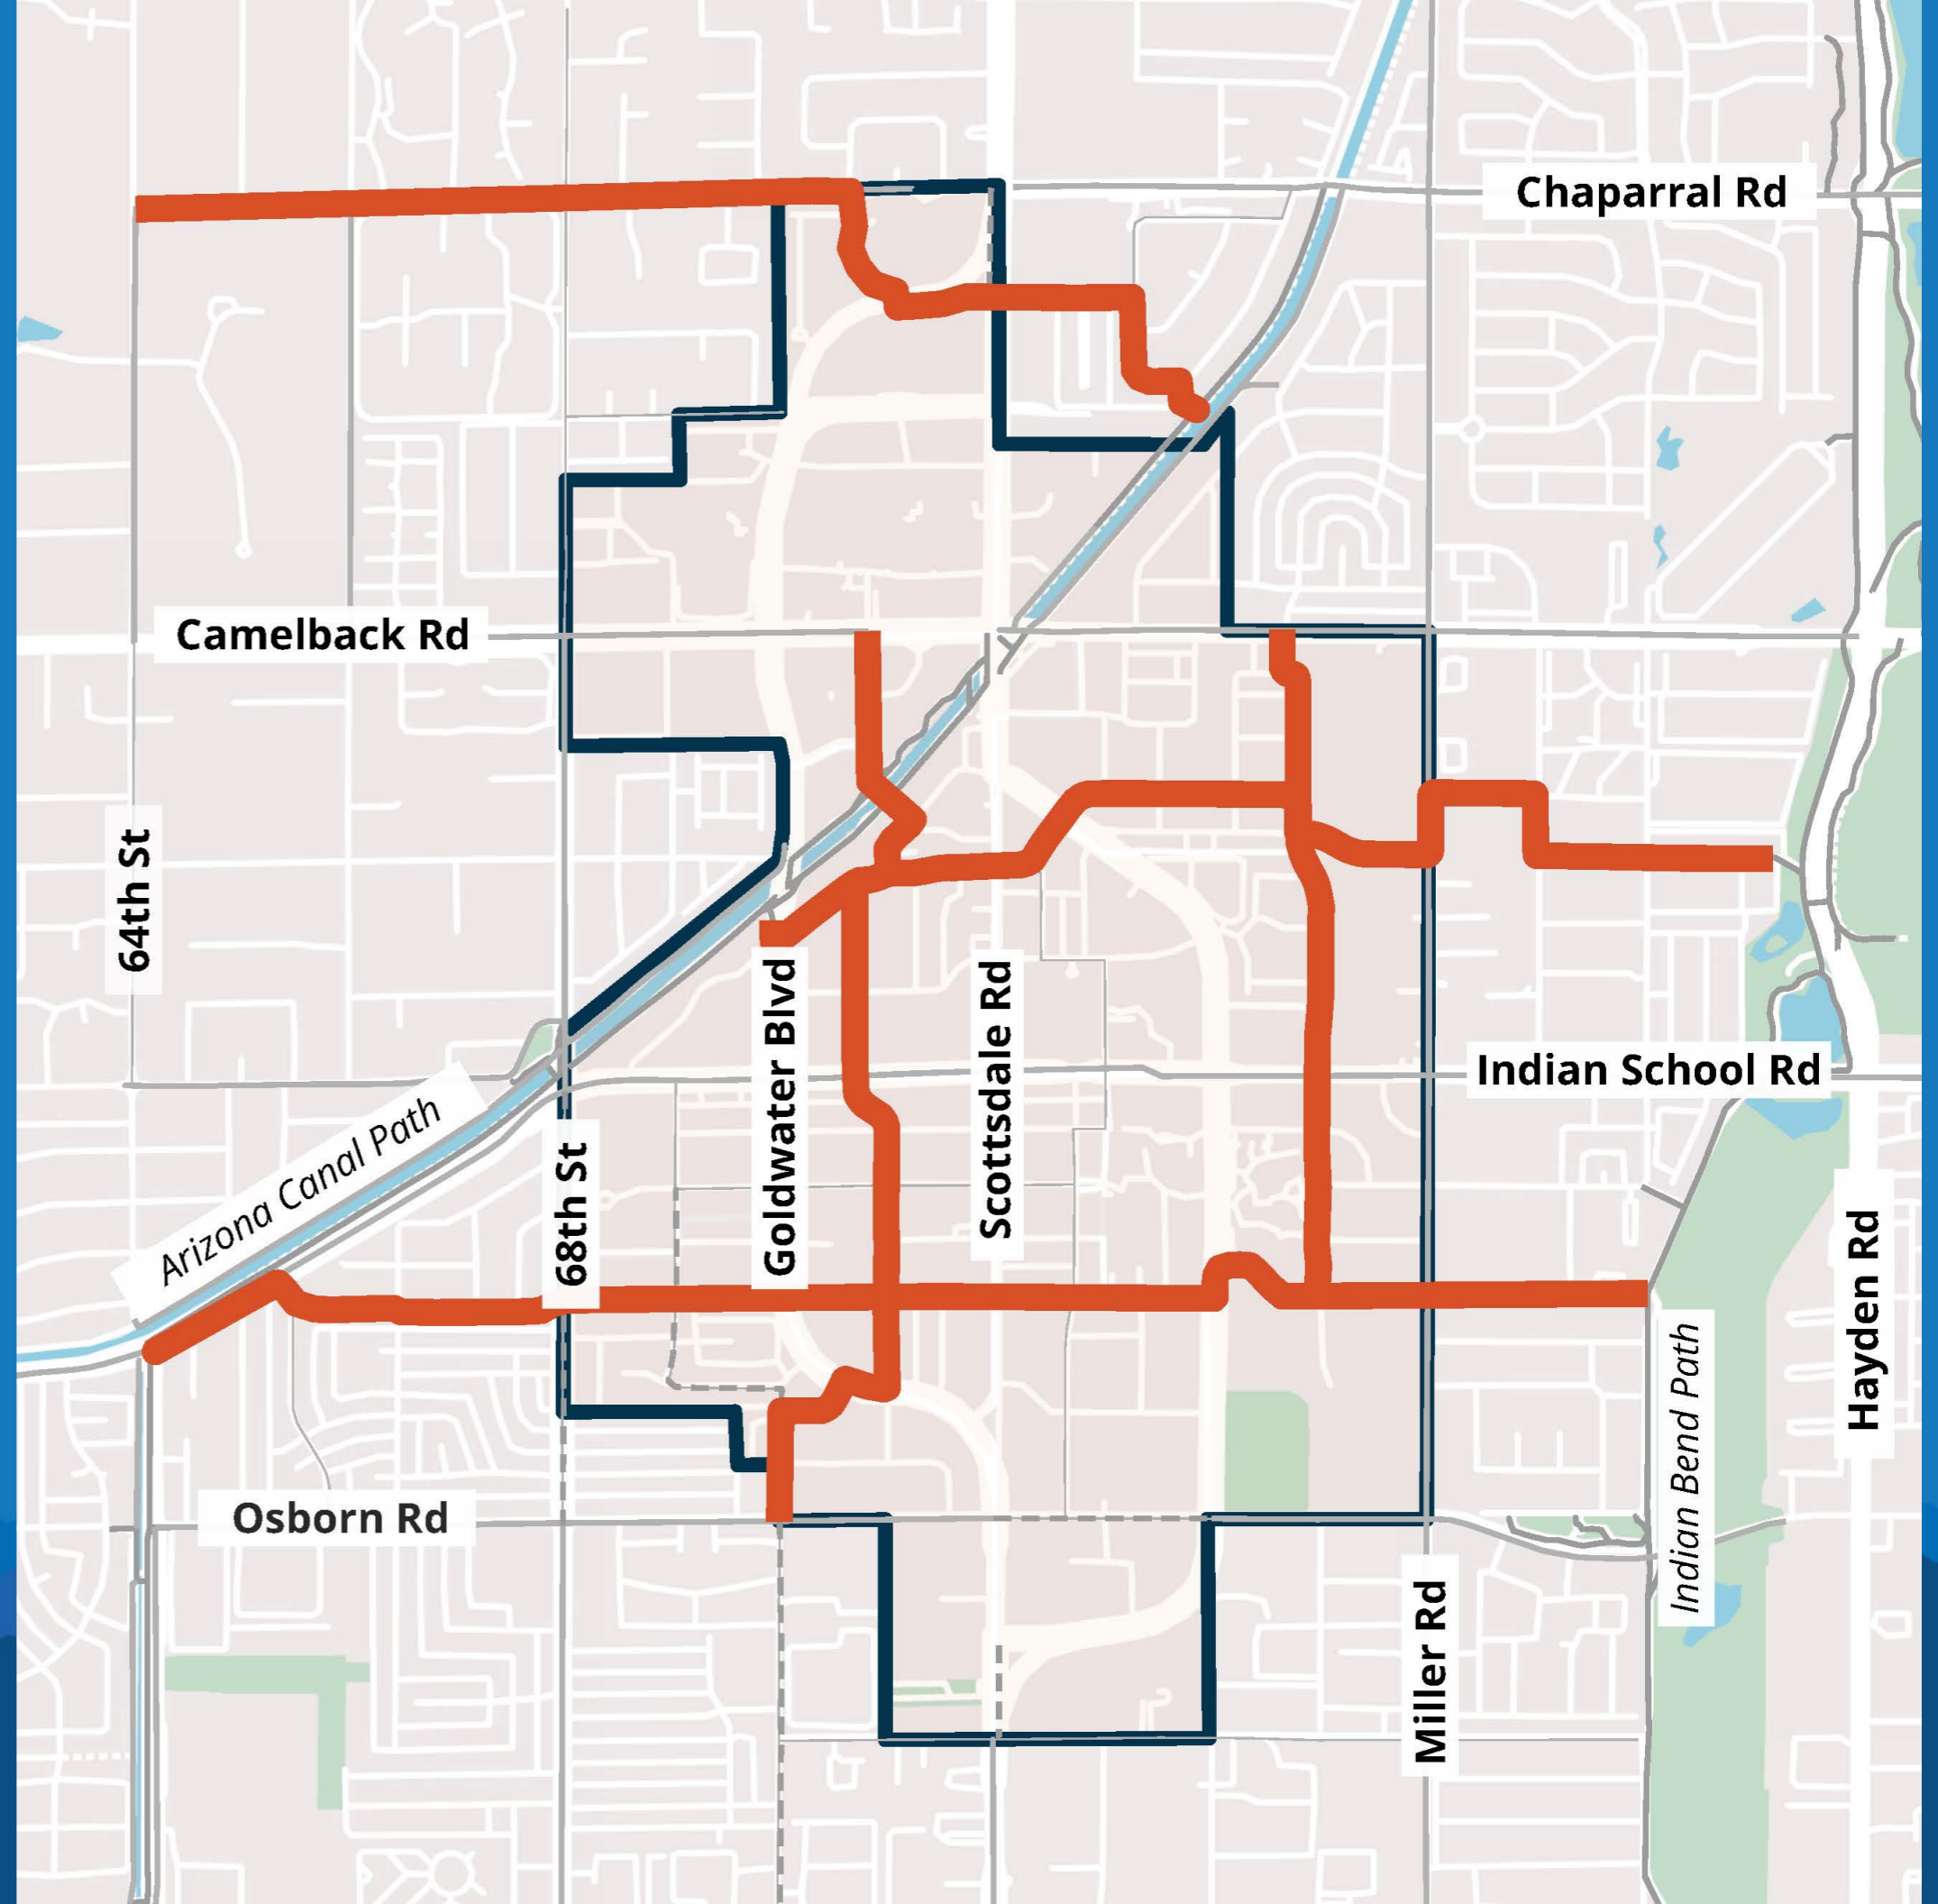 Chaparral Rd
Camelback Rd
64th St
Goldwater Blvd
Scottsdale Rd
Indian School Rd
Arizona Canal Path
68th St
Hayden Rd
Indian Bend Path
Osborn Rd
Miller Rd